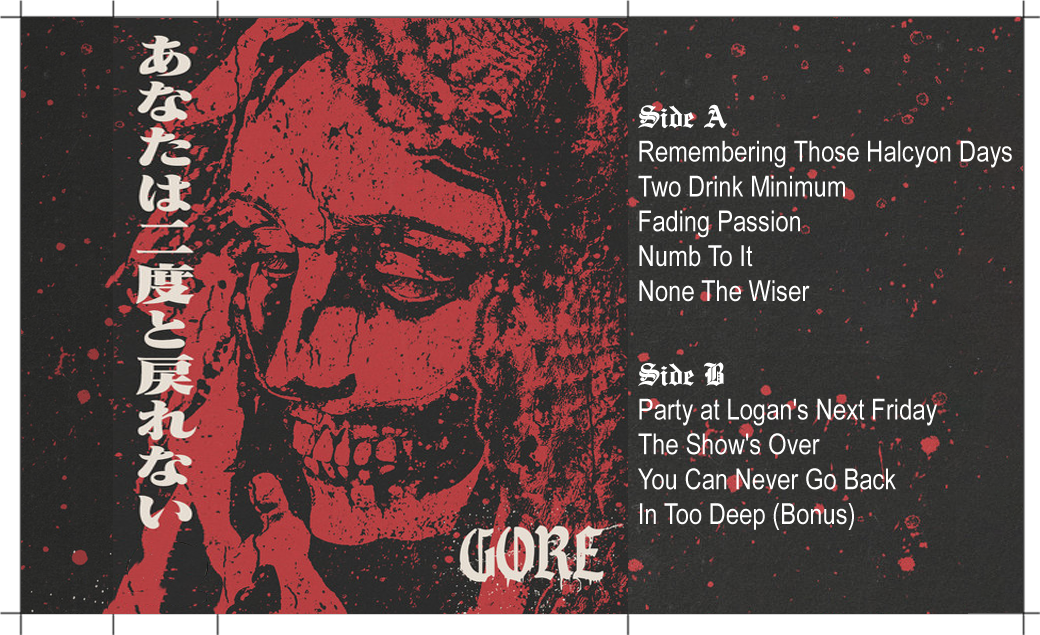 あなたは二度と戻れない
GORE
Side A
Remembering Those Halcyon Days
Two Drink Minimum
Fading Passion
Numb To It
None The Wiser
Side B
Party at Logan's Next Friday
The Show's Over
You Can Never Go Back
In Too Deep (Bonus)